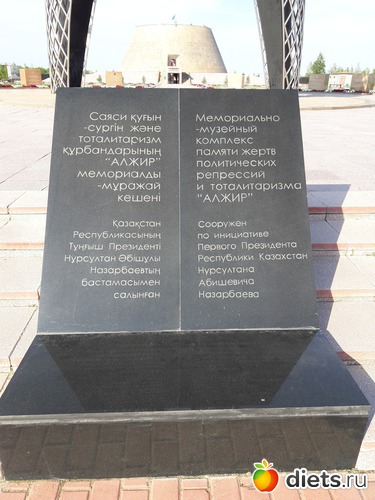 Саяси қуғын
-сүргін және
тоталитаризм
құрбандарының
"АЛЖИР"
мемориалды
-мұражай
кешені
Қазақстан
Республикасының
Тұңғыш Президенті
Нұрсұлтан Әбішұлы
Назарбаевтың
бастамасымен
салынған
Мемориально
-музейный
комплекс
памяти жертв
политических
репрессий
и тоталитаризма
"АЛЖИР"
Сооружен
по инициативе
Первого Президента
Республики Казахстан
Нурсултана
Абишевича
Назарбаева
diets.ru